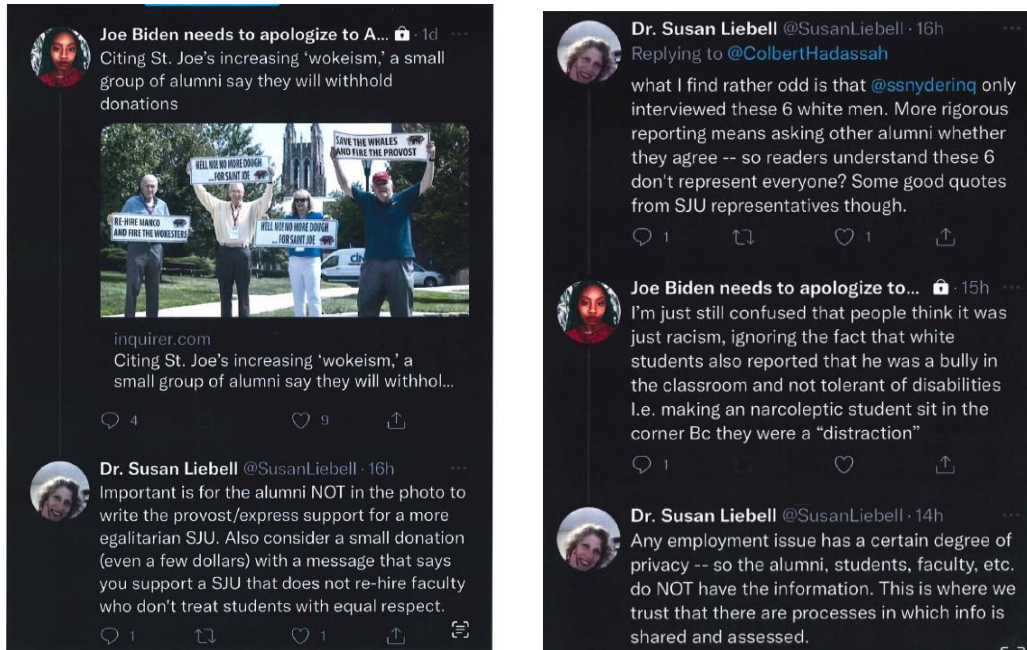 Joe Biden needs to apologize to A... · 1d ...
Citing St. Joe's increasing 'wokeism,' a small
group of alumni say they will withhold
donations
RE-HIRE MANCO
AND FIRE THE WOKESTERS
HELL NO! NO MORE DOUGH
...FOR SAINT JOE
HELL NO! NO MORE DOUGH
...FOR SAINT JOE
SAVE THE WHALES
AND FIRE THE PROVOST
inquirer.com
Citing St. Joe's increasing 'wokeism,' a
small group of alumni say they will withhol...
4 9
Dr. Susan Liebell @SusanLiebell · 16h ...
Important is for the alumni NOT in the photo to
write the provost/express support for a more
egalitarian SJU. Also consider a small donation
(even a few dollars) with a message that says
you support a SJU that does not re-hire faculty
who don't treat students with equal respect.
1 1
Dr. Susan Liebell @SusanLiebell · 16h ...
Replying to @ColbertHadassah
what I find rather odd is that @ssnyderinq only
interviewed these 6 white men. More rigorous
reporting means asking other alumni whether
they agree -- so readers understand these 6
don't represent everyone? Some good quotes
from SJU representatives though.
1 1
Joe Biden needs to apologize to... · 15h ...
I'm just still confused that people think it was
just racism, ignoring the fact that white
students also reported that he was a bully in
the classroom and not tolerant of disabilities
I.e. making an narcoleptic student sit in the
corner Bc they were a "distraction"
1
Dr. Susan Liebell @SusanLiebell · 14h ...
Any employment issue has a certain degree of
privacy -- so the alumni, students, faculty, etc.
do NOT have the information. This is where we
trust that there are processes in which info is
shared and assessed.